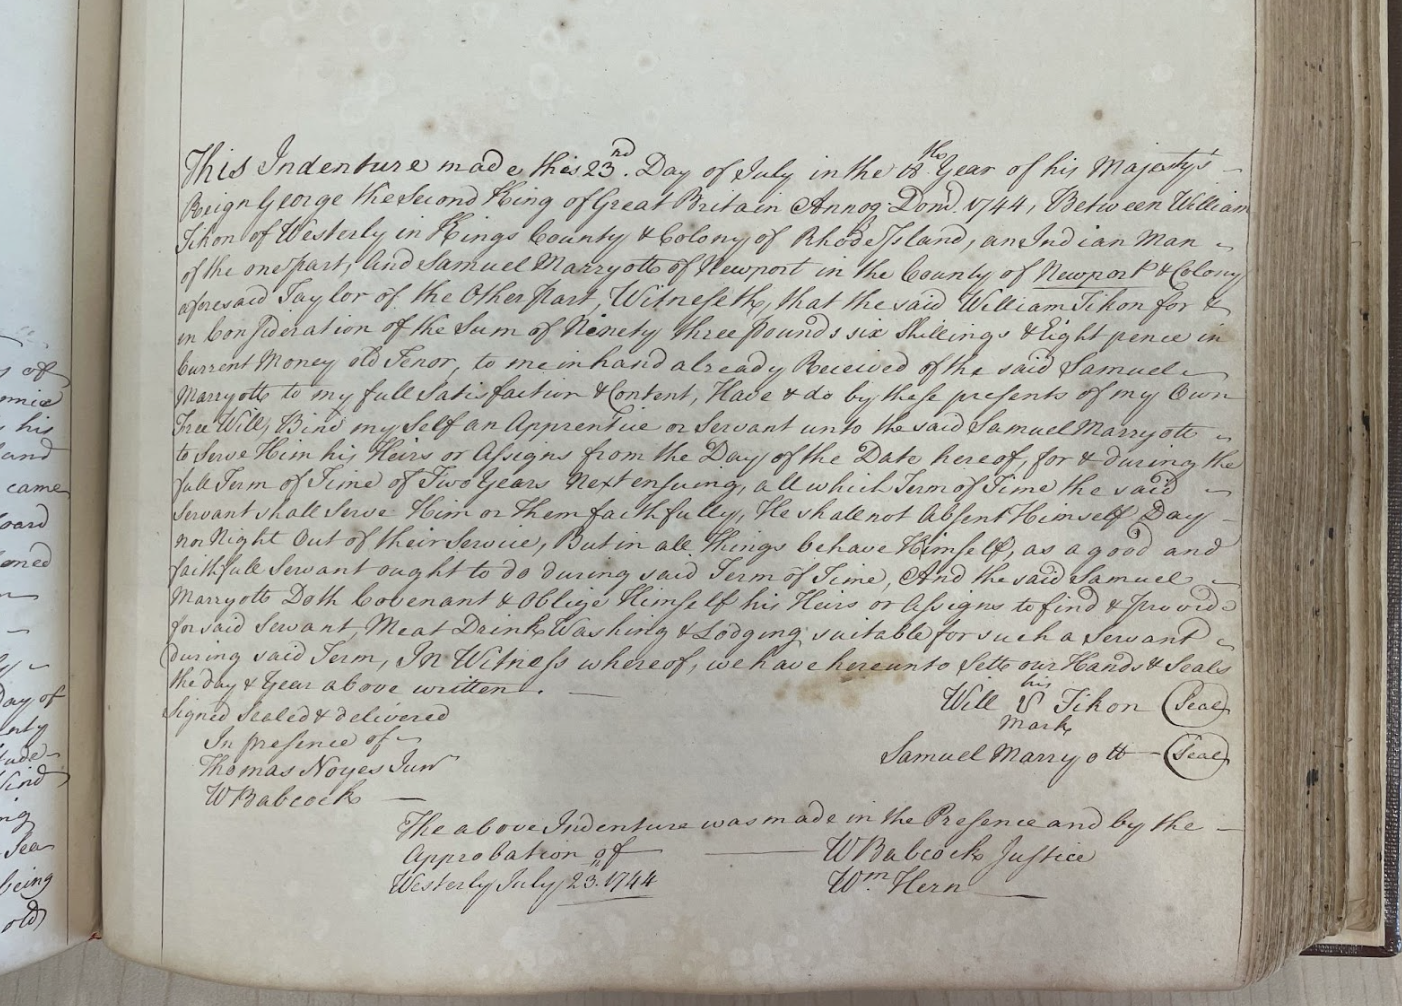 This Indenture made this 23rd. Day of July in the 18th Year of his Majestys
Reign George the Second King of Great Britain Annoq: Domd. 1744, Between William
Tikon of Westerly in Kings County & Colony of Rhode Island, an Indian Man
of the one part, And Samuel Marryott of Newport in the County of Newport & Colony
aforesaid Taylor of the Other part, Witnesseth, that the said William Tikon for &
in Consideration of the Sum of Ninety three pounds six Shillings & Eight pence in
Current Money old Tenor, to me in hand already Received of the said Samuel
Marryott to my full Satisfaction & Content, Have & do by these presents of my Own
Free Will, Bind my Self an Apprentice or Servant unto the said Samuel Marryott
to Serve Him his Heirs or Assigns from the Day of the Date hereof, for & during the
full Term of Time of Two Years Next ensuing, all which Term of Time the said
Servant shall Serve Him or Them faithfully, He shall not Absent Himself Day
nor Night Out of their Service, But in all Things behave Himself, as a good and
faithfull Servant ought to do during said Term of Time, And the said Samuel
Marryott Doth Covenant & Oblige Himself his Heirs or Assigns to find & provide
for said Servant, Meat Drink Washing & Lodging suitable for such a Servant
during said Term, In Witness whereof, we have hereunto Sett our Hands & Seals
the day & Year above written.
Signed Sealed & delivered
In presence of
Thomas Noyes Junr
W Babcock
his
Will Tikon (Seal)
Mark
Samuel Marryott (Seal)
The above Indenture was made in the Presence and by the
Approbation of W Babcock Justice
Westerly July 23. 1744 Wm. Hern
y of
his
and
came
oard
oned
Day of
nty
tude
ng
Sea
being
old